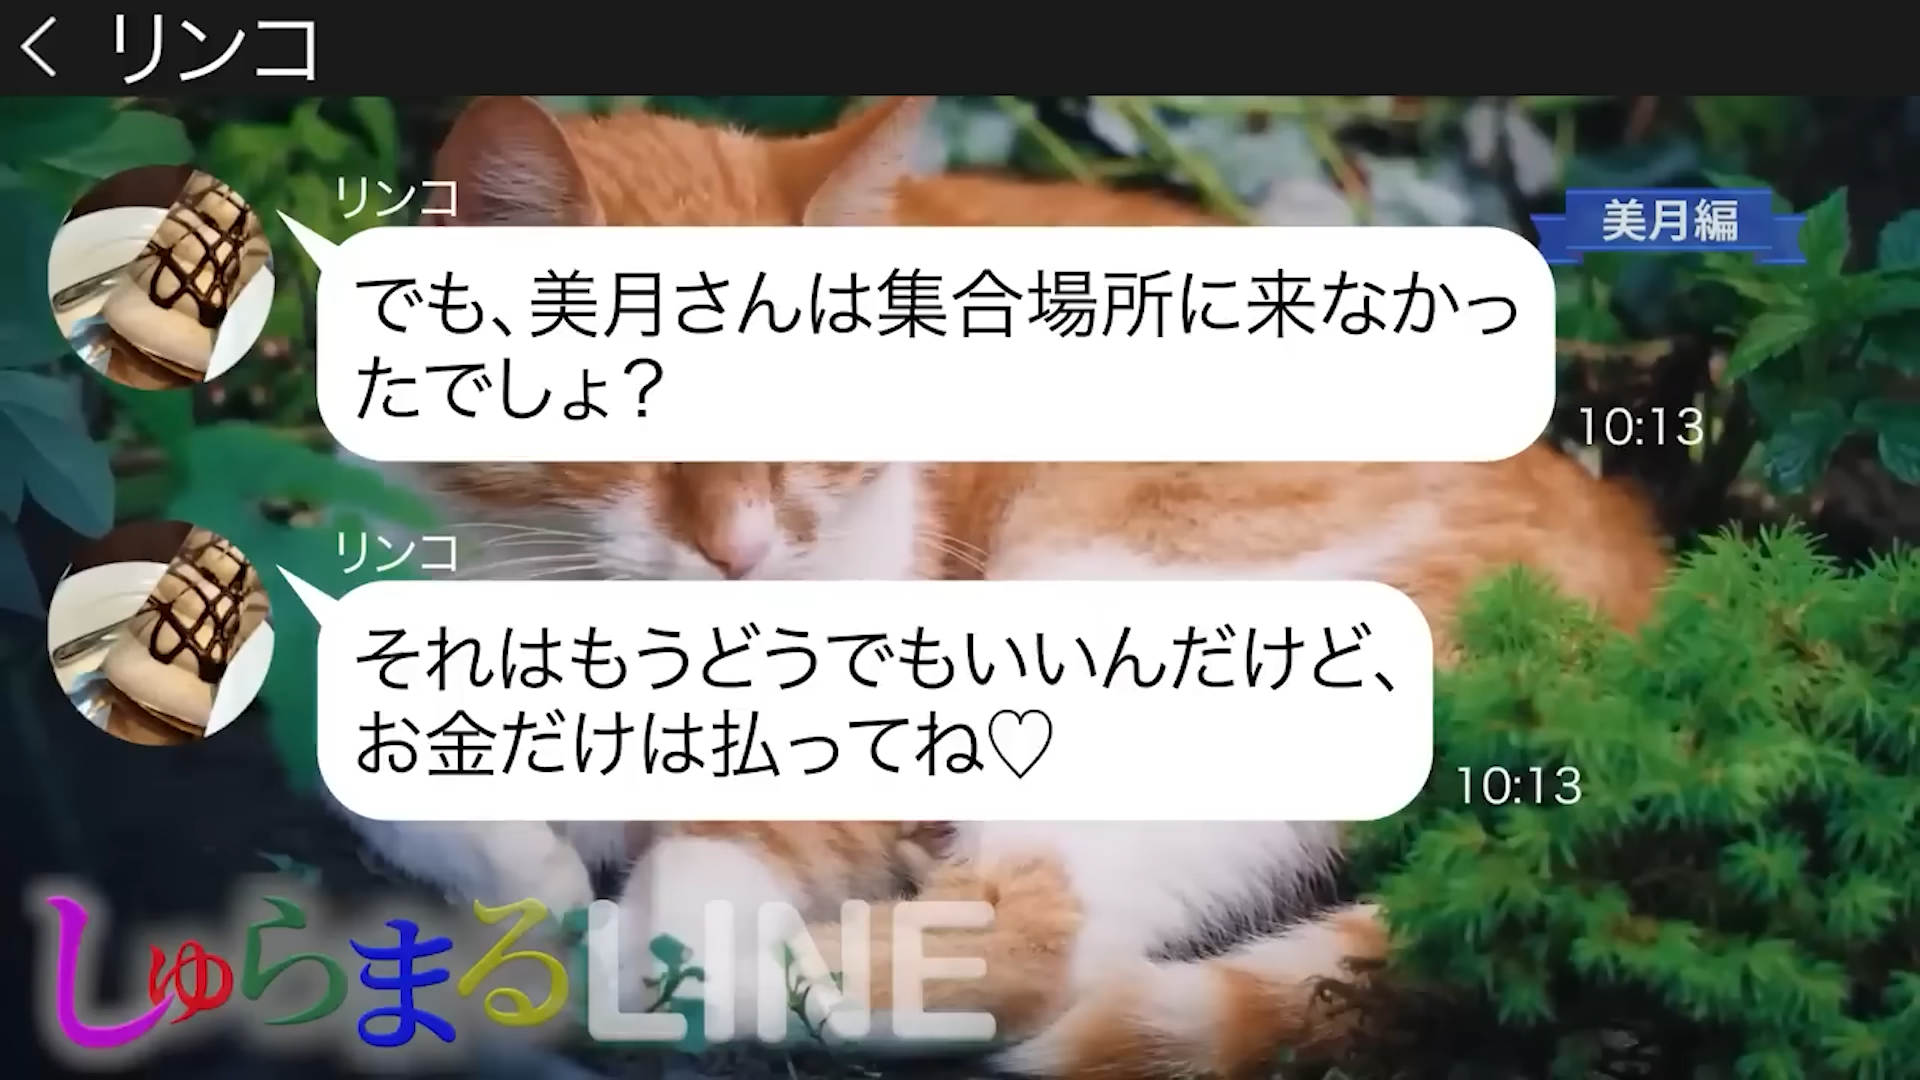 リンコ
リンコ
美月編
でも、美月さんは集合場所に来なかっ
たでしょ？
10:13
リンコ
それはもうどうでもいいんだけど、
お金だけは払ってね♡
10:13
しゅらまるLINE